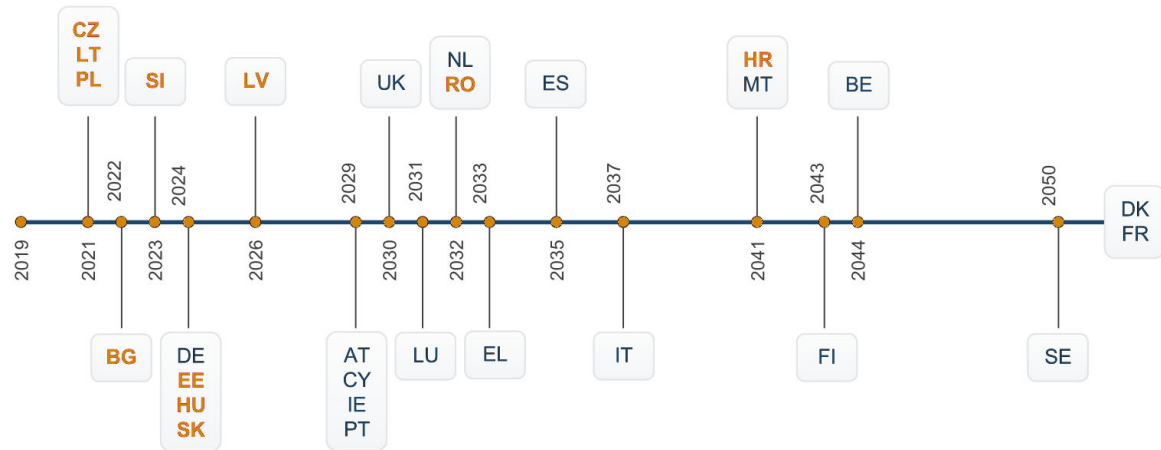 CZ
LT
PL
SI
LV
UK
NL
RO
ES
HR
MT
BE
2022
2024
2029
2031
2033
2037
2043
2050
DK
FR
2019
2021
2023
2026
2030
2032
2035
2041
2044
BG
DE
EE
HU
SK
AT
CY
IE
PT
LU
EL
IT
FI
SE